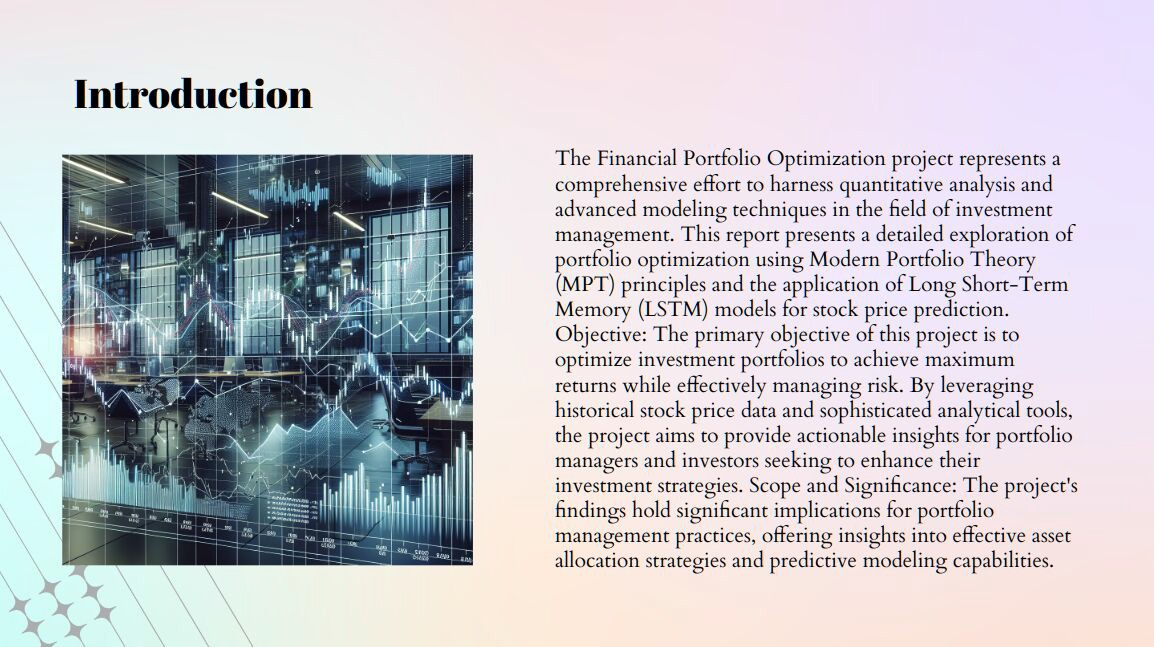 Introduction
The Financial Portfolio Optimization project represents a
comprehensive effort to harness quantitative analysis and
advanced modeling techniques in the field of investment
management. This report presents a detailed exploration of
portfolio optimization using Modern Portfolio Theory
(MPT) principles and the application of Long Short-Term
Memory (LSTM) models for stock price prediction.
Objective: The primary objective of this project is to
optimize investment portfolios to achieve maximum
returns while effectively managing risk. By leveraging
historical stock price data and sophisticated analytical tools,
the project aims to provide actionable insights for portfolio
managers and investors seeking to enhance their
investment strategies. Scope and Significance: The project's
findings hold significant implications for portfolio
management practices, offering insights into effective asset
allocation strategies and predictive modeling capabilities.